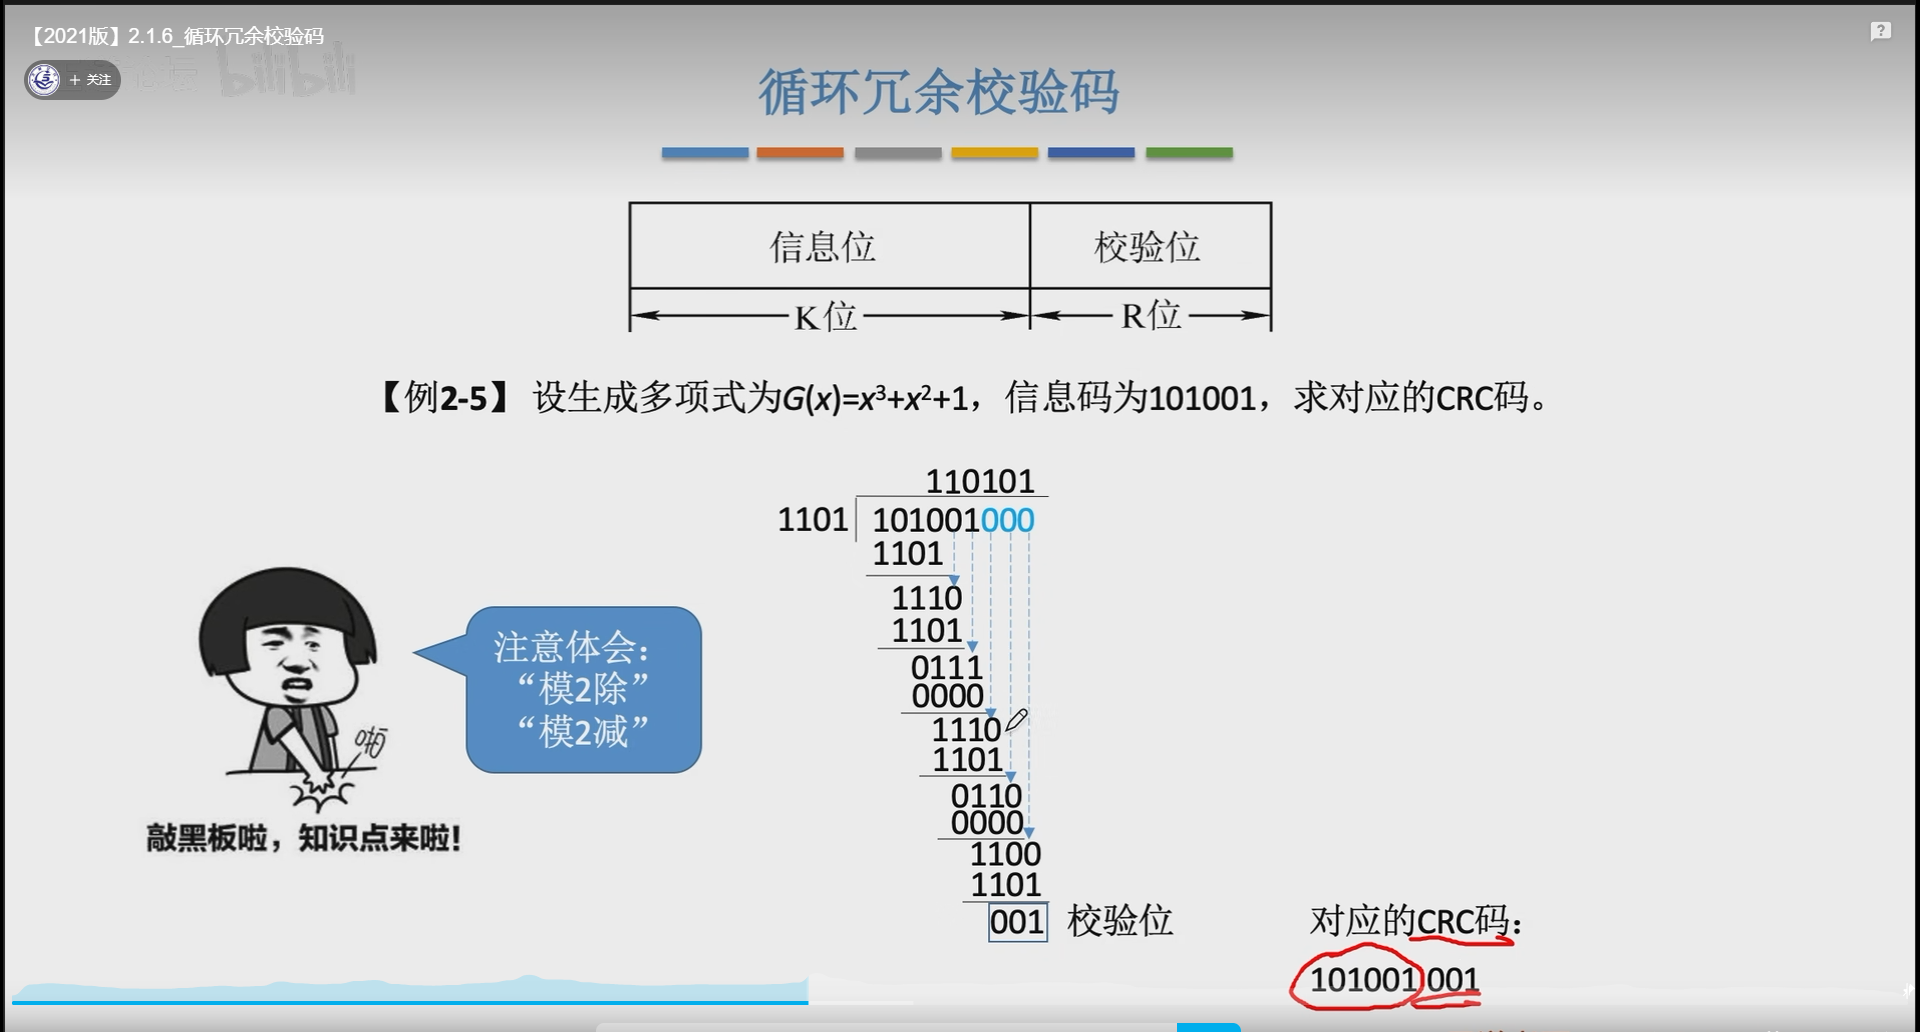 【2021版】2.1.6_循环冗余校验码
+ 关注
bilibili
循环冗余校验码
信息位 校验位
K位 R位
【例2-5】 设生成多项式为G(x)=x³+x²+1，信息码为101001，求对应的CRC码。
110101
1101 101001000
1101
1110
1101
0111
0000
1110
1101
0110
0000
1100
1101
001 校验位
注意体会：
“模2除”
“模2减”
啪
敲黑板啦，知识点来啦！
对应的CRC码：
101001 001